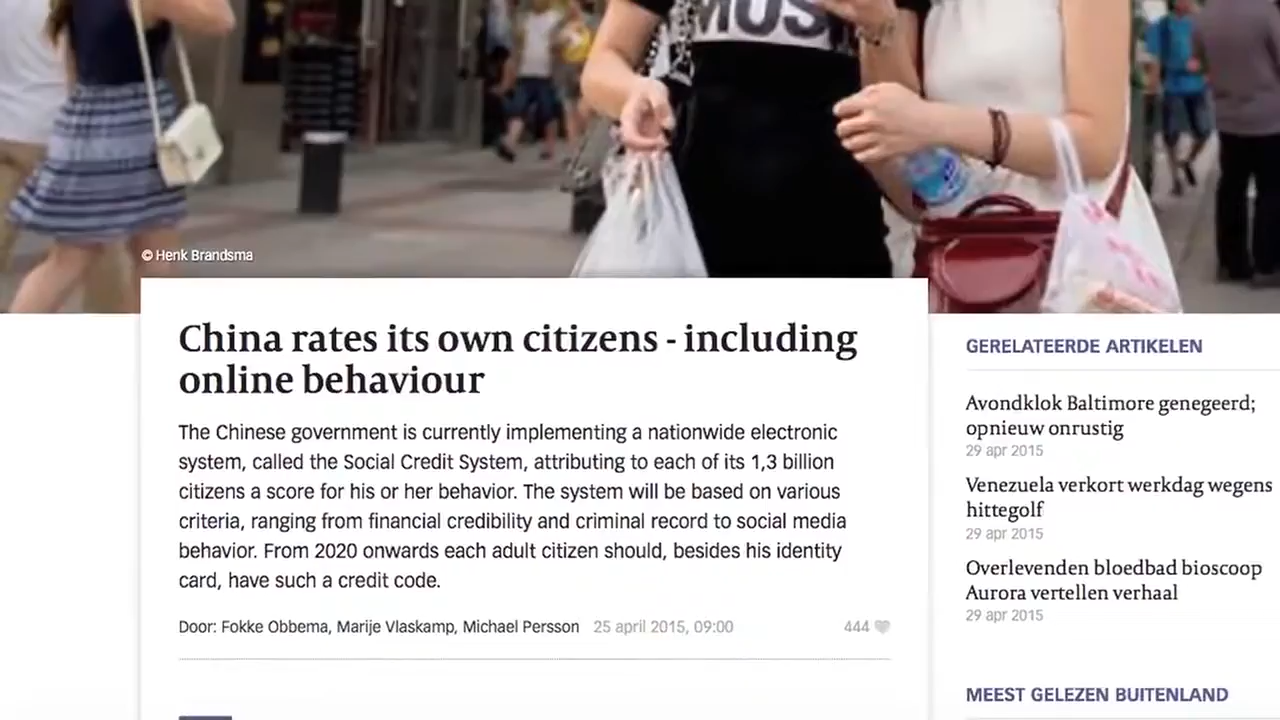 MUSI
© Henk Brandsma
China rates its own citizens - including
online behaviour
The Chinese government is currently implementing a nationwide electronic
system, called the Social Credit System, attributing to each of its 1,3 billion
citizens a score for his or her behavior. The system will be based on various
criteria, ranging from financial credibility and criminal record to social media
behavior. From 2020 onwards each adult citizen should, besides his identity
card, have such a credit code.
Door: Fokke Obbema, Marije Vlaskamp, Michael Persson 25 april 2015, 09:00
444
GERELATEERDE ARTIKELEN
Avondklok Baltimore genegeerd;
opnieuw onrustig
29 apr 2015
Venezuela verkort werkdag wegens
hittegolf
29 apr 2015
Overlevenden bloedbad bioscoop
Aurora vertellen verhaal
29 apr 2015
MEEST GELEZEN BUITENLAND